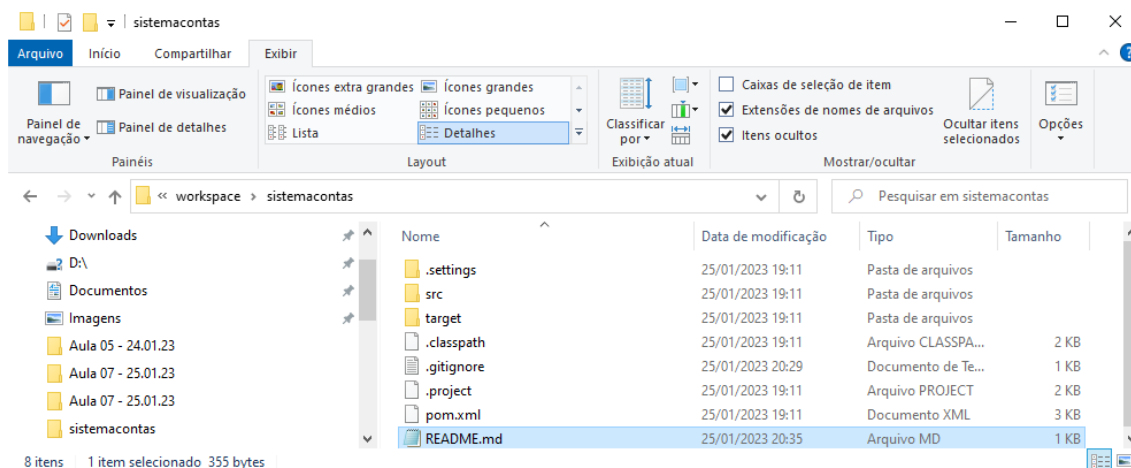 sistemacontas
Arquivo Início Compartilhar Exibir
Painel de navegação
Painel de visualização
Painel de detalhes
Painéis
Ícones extra grandes Ícones grandes
Ícones médios Ícones pequenos
Lista Detalhes
Layout
Classificar por
Exibição atual
Caixas de seleção de item
Extensões de nomes de arquivos
Itens ocultos
Ocultar itens selecionados
Mostrar/ocultar
Opções
« workspace > sistemacontas
Pesquisar em sistemacontas
Downloads
D:\
Documentos
Imagens
Aula 05 - 24.01.23
Aula 07 - 25.01.23
Aula 07 - 25.01.23
sistemacontas
Nome Data de modificação Tipo Tamanho
.settings 25/01/2023 19:11 Pasta de arquivos
src 25/01/2023 19:11 Pasta de arquivos
target 25/01/2023 19:11 Pasta de arquivos
.classpath 25/01/2023 19:11 Arquivo CLASSPA... 2 KB
.gitignore 25/01/2023 20:29 Documento de Te... 1 KB
.project 25/01/2023 19:11 Arquivo PROJECT 2 KB
pom.xml 25/01/2023 19:11 Documento XML 3 KB
README.md 25/01/2023 20:35 Arquivo MD 1 KB
8 itens 1 item selecionado 355 bytes